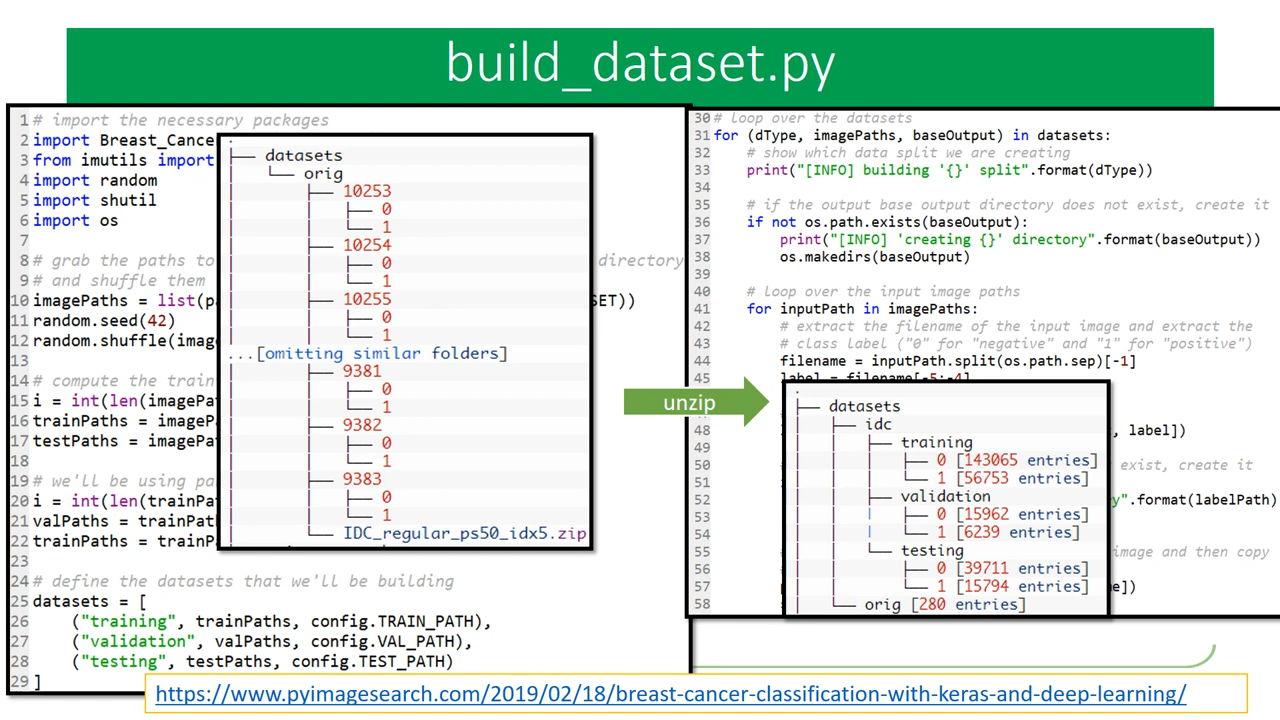 build_dataset.py
1 # import the necessary packages
2 import Breast_Cance
3 from imutils import
4 import random
5 import shutil
6 import os
7
8 # grab the paths to directory
9 # and shuffle them
10 imagePaths = list(pa SET))
11 random.seed(42)
12 random.shuffle(imag
13
14 # compute the train
15 i = int(len(imagePa
16 trainPaths = imageP
17 testPaths = imagePa
18
19 # we'll be using pa
20 i = int(len(trainPa
21 valPaths = trainPat
22 trainPaths = trainP
23
24 # define the datasets that we'll be building
25 datasets = [
26 ("training", trainPaths, config.TRAIN_PATH),
27 ("validation", valPaths, config.VAL_PATH),
28 ("testing", testPaths, config.TEST_PATH)
29 ]
.
├── datasets
│ └── orig
│ ├── 10253
│ │ ├── 0
│ │ └── 1
│ ├── 10254
│ │ ├── 0
│ │ └── 1
│ ├── 10255
│ │ ├── 0
│ │ └── 1
...[omitting similar folders]
│ ├── 9381
│ │ ├── 0
│ │ └── 1
│ ├── 9382
│ │ ├── 0
│ │ └── 1
│ ├── 9383
│ │ ├── 0
│ │ └── 1
│ └── IDC_regular_ps50_idx5.zip
unzip
30 # loop over the datasets
31 for (dType, imagePaths, baseOutput) in datasets:
32 # show which data split we are creating
33 print("[INFO] building '{}' split".format(dType))
34
35 # if the output base output directory does not exist, create it
36 if not os.path.exists(baseOutput):
37 print("[INFO] 'creating {}' directory".format(baseOutput))
38 os.makedirs(baseOutput)
39
40 # loop over the input image paths
41 for inputPath in imagePaths:
42 # extract the filename of the input image and extract the
43 # class label ("0" for "negative" and "1" for "positive")
44 filename = inputPath.split(os.path.sep)[-1]
45 label = filename[-5:-4]
48 , label])
49
50 exist, create it
51
52 y".format(labelPath)
53
54
55 image and then copy
56
57 e])
58
.
├── datasets
│ ├── idc
│ │ ├── training
│ │ │ ├── 0 [143065 entries]
│ │ │ └── 1 [56753 entries]
│ │ ├── validation
│ │ │ ├── 0 [15962 entries]
│ │ │ └── 1 [6239 entries]
│ │ └── testing
│ │ ├── 0 [39711 entries]
│ │ └── 1 [15794 entries]
│ └── orig [280 entries]
https://www.pyimagesearch.com/2019/02/18/breast-cancer-classification-with-keras-and-deep-learning/